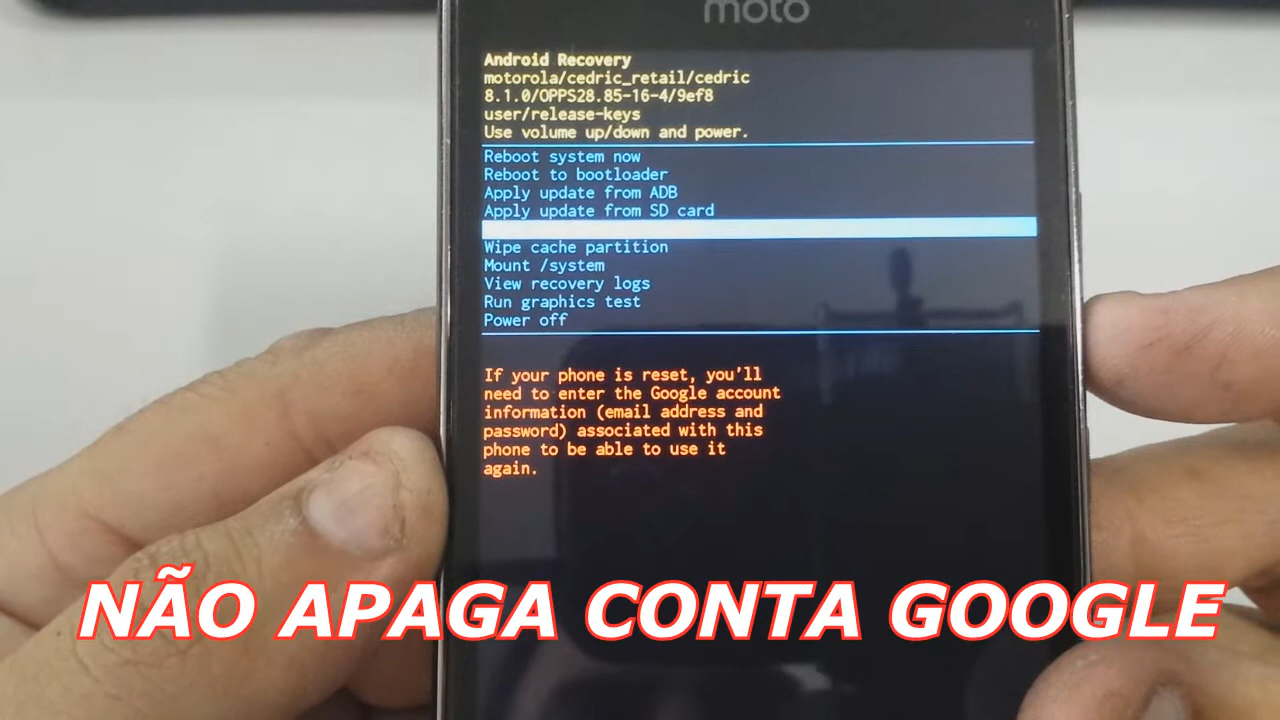 moto
Android Recovery
motorola/cedric_retail/cedric
8.1.0/OPPS28.85-16-4/9ef8
user/release-keys
Use volume up/down and power.
Reboot system now
Reboot to bootloader
Apply update from ADB
Apply update from SD card
Wipe cache partition
Mount /system
View recovery logs
Run graphics test
Power off
If your phone is reset, you'll
need to enter the Google account
information (email address and
password) associated with this
phone to be able to use it
again.
NÃO APAGA CONTA GOOGLE